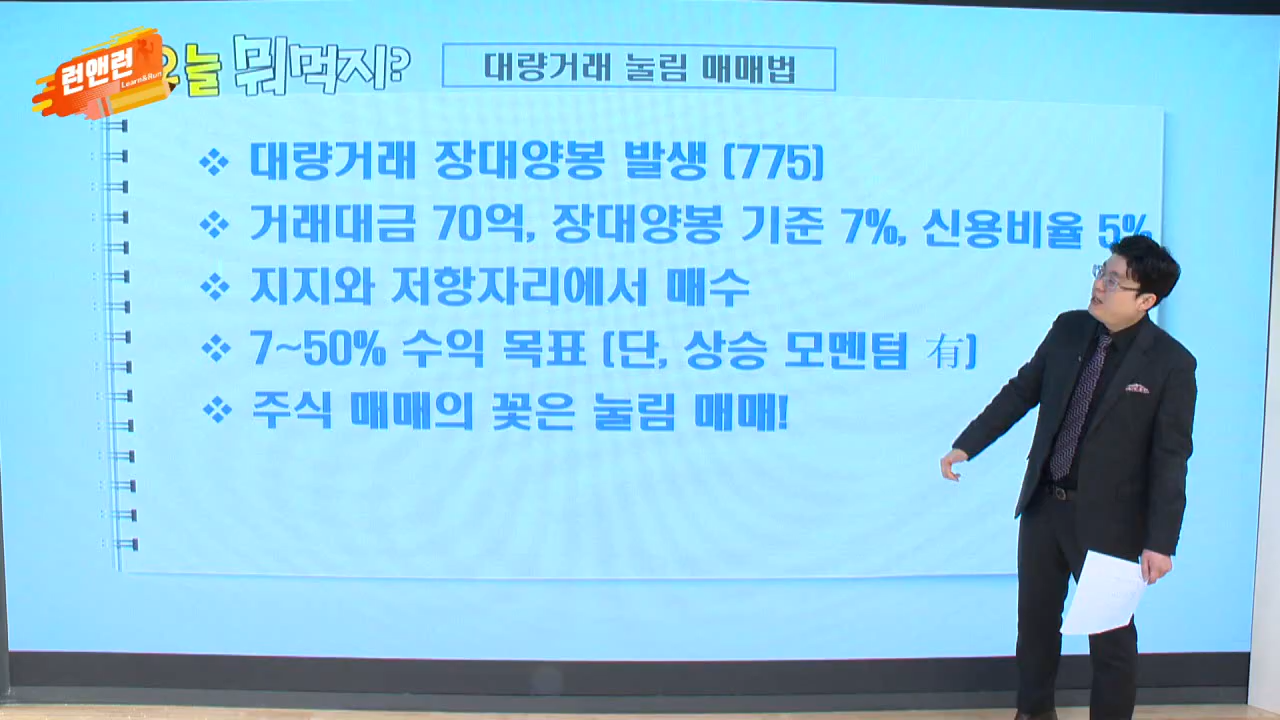 런앤런
Learn&Run
오늘 뭐먹지?
대량거래 눌림 매매법
❖ 대량거래 장대양봉 발생 (775)
❖ 거래대금 70억, 장대양봉 기준 7%, 신용비율 5%
❖ 지지와 저항자리에서 매수
❖ 7~50% 수익 목표 (단, 상승 모멘텀 有)
❖ 주식 매매의 꽃은 눌림 매매!